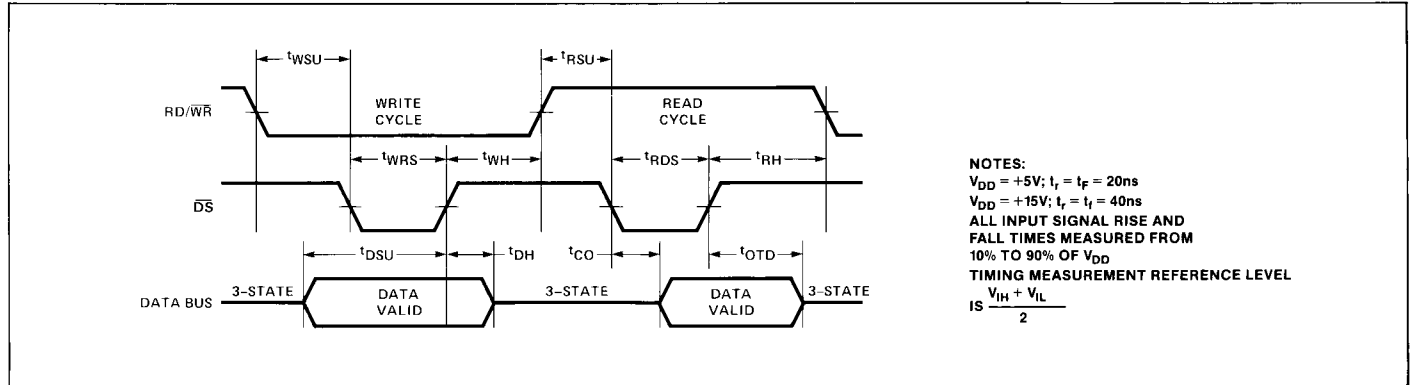 tWSU
tRSU
RD/WR
WRITE
CYCLE
READ
CYCLE
tWRS
tWH
tRDS
tRH
DS
tDSU
tDH
tCO
tOTD
DATA BUS
3-STATE
DATA
VALID
3-STATE
DATA
VALID
3-STATE
NOTES:
VDD = +5V; tr = tF = 20ns
VDD = +15V; tr = tf = 40ns
ALL INPUT SIGNAL RISE AND
FALL TIMES MEASURED FROM
10% TO 90% OF VDD
TIMING MEASUREMENT REFERENCE LEVEL
IS VIH + VIL
2